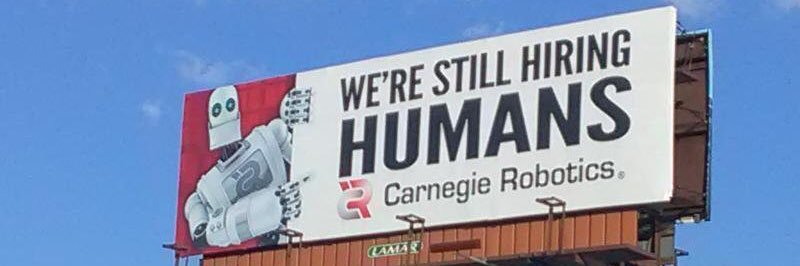 WE'RE STILL HIRING
HUMANS
Carnegie Robotics®
LAMAR